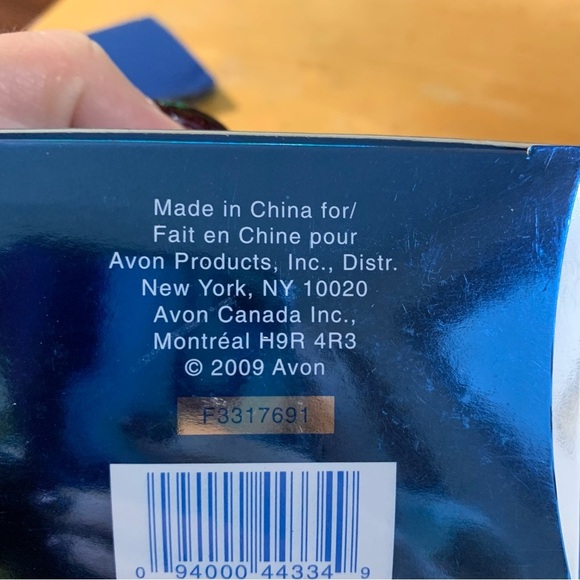 Made in China for/
Fait en Chine pour
Avon Products, Inc., Distr.
New York, NY 10020
Avon Canada Inc.,
Montréal H9R 4R3
© 2009 Avon
F3317691
0 94000 44334 9